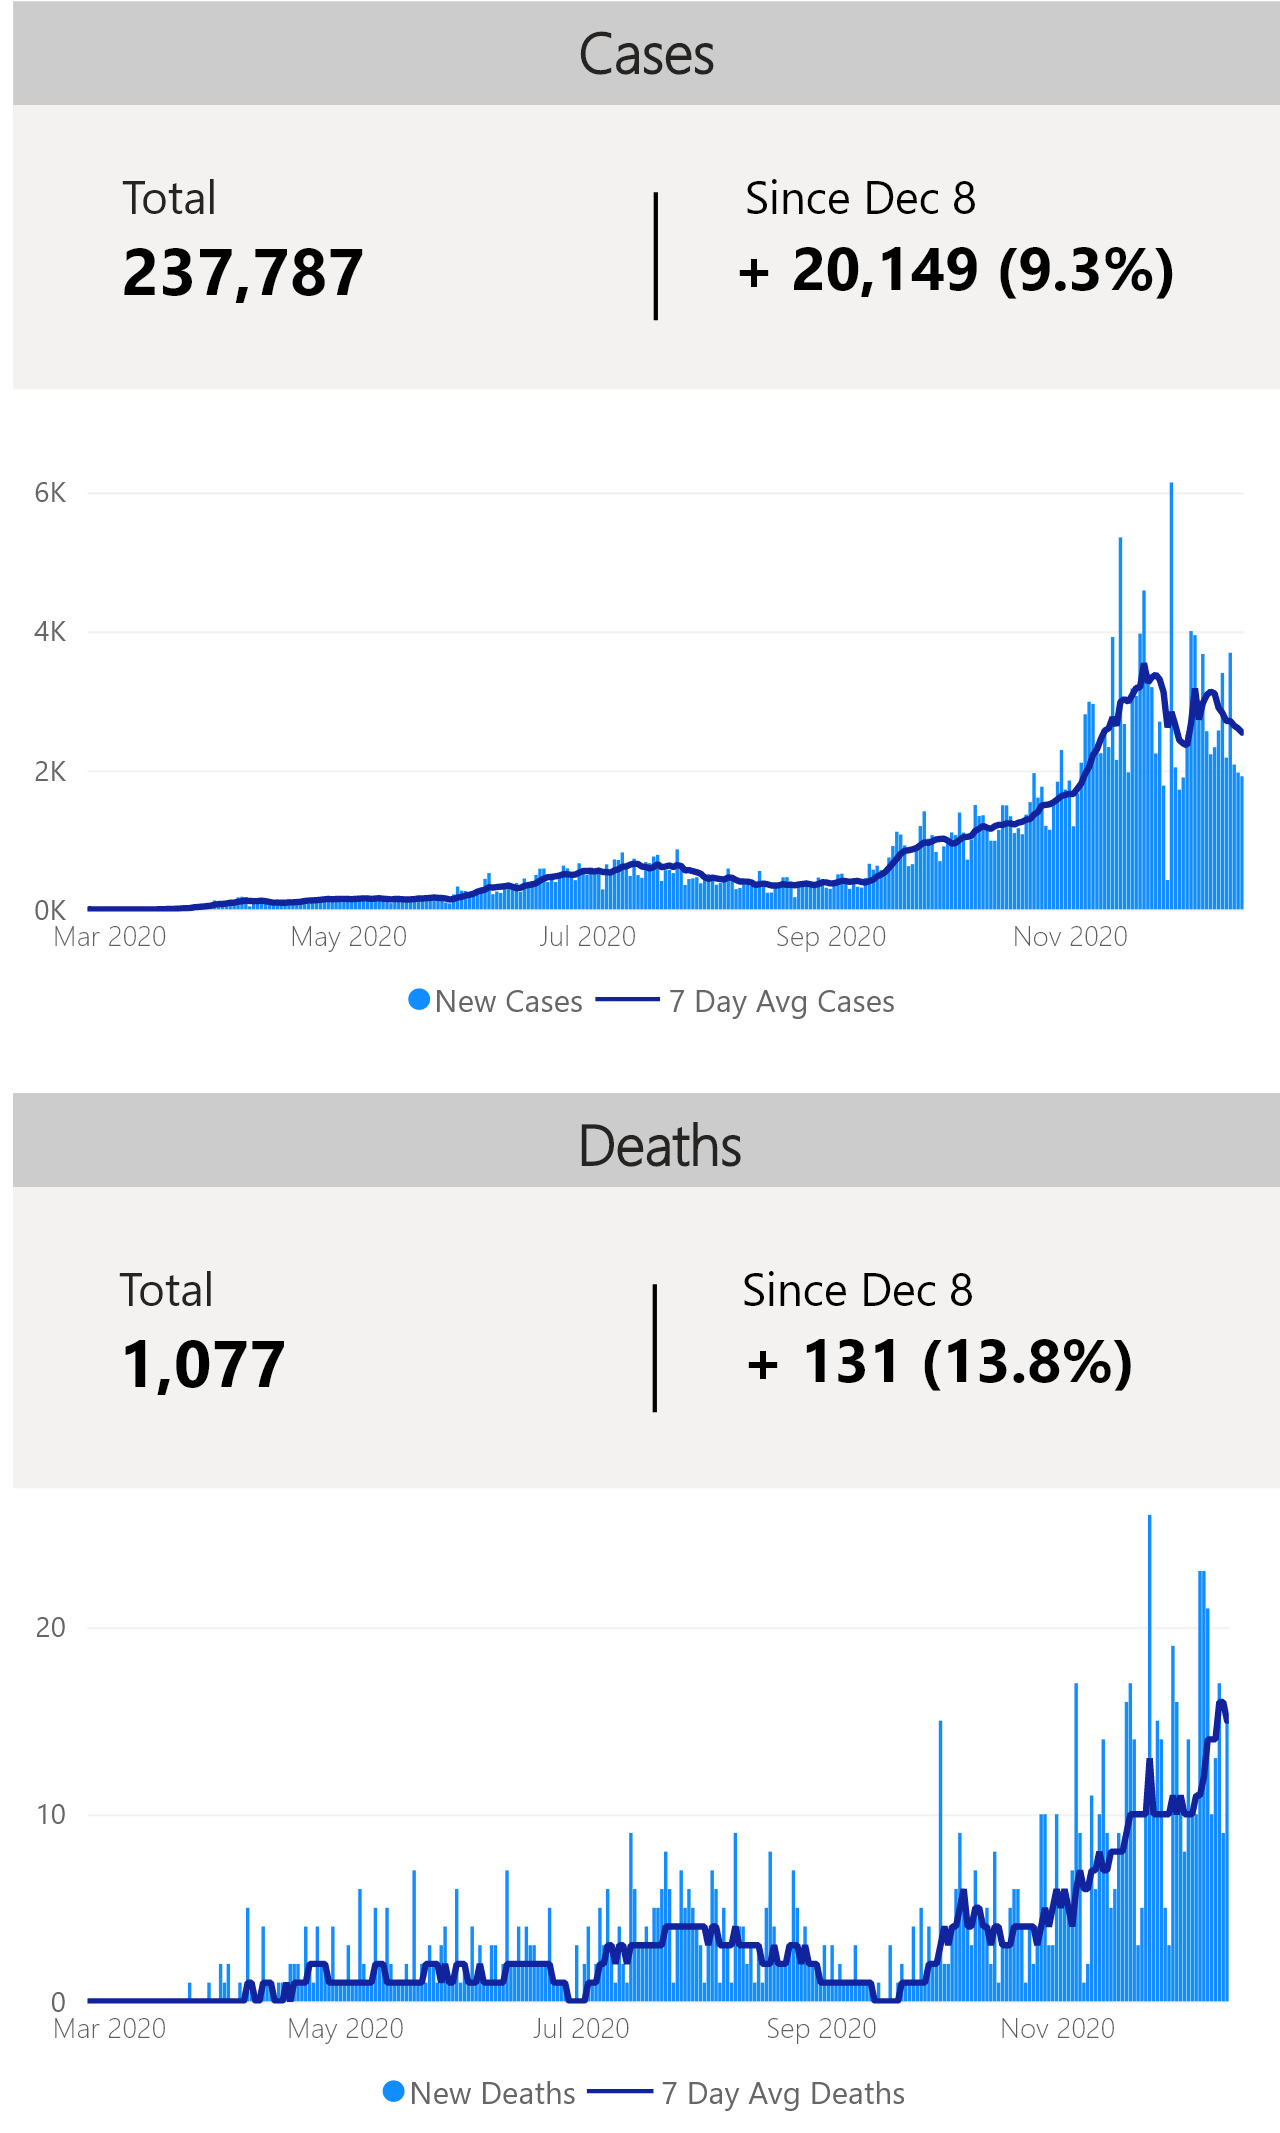 Cases
Total
Since Dec 8
237,787
+ 20,149 (9.3%)
6K
4K
2K
0K
Mar 2020 May 2020 Jul 2020 Sep 2020 Nov 2020
New Cases 7 Day Avg Cases
Deaths
Total
Since Dec 8
1,077
+ 131 (13.8%)
20
10
0
Mar 2020 May 2020 Jul 2020 Sep 2020 Nov 2020
New Deaths 7 Day Avg Deaths